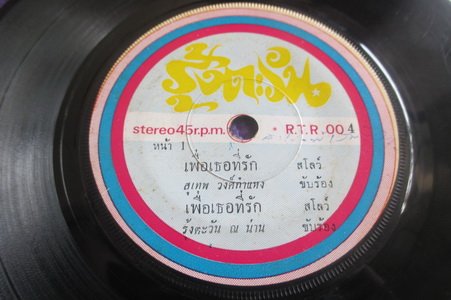 รุ้งตะวัน
stereo45r.p.m. • R.T.R.004
หน้า 1
เพื่อเธอที่รัก สโลว์
สุเทพ วงศ์กำแหง ขับร้อง
เพื่อเธอที่รัก สโลว์
รุ้งตะวัน ณ น่าน ขับร้อง